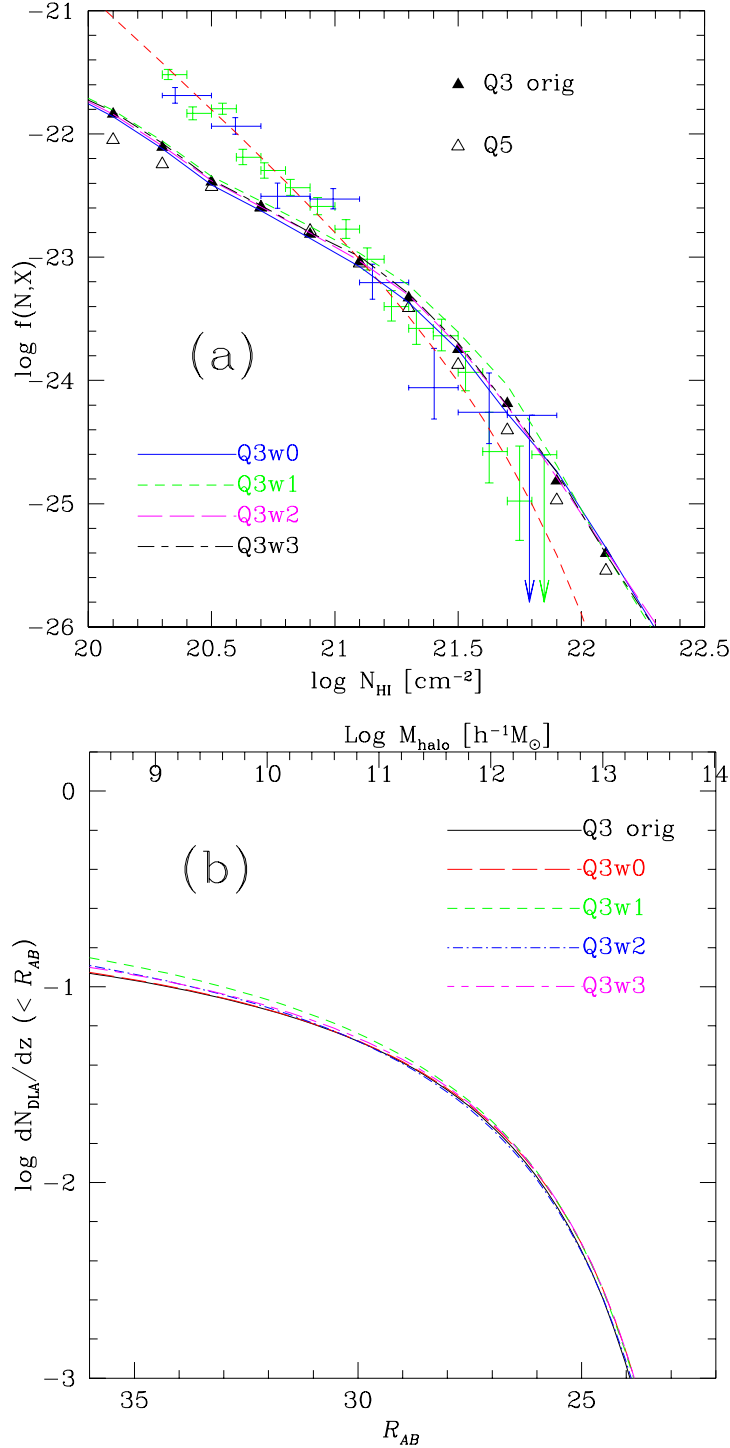 −21
−22
−23
−24
−25
−26
log f(N,X)
Q3 orig
Q5
(a)
Q3w0
Q3w1
Q3w2
Q3w3
20 20.5 21 21.5 22 22.5
log N_HI [cm⁻²]
Log M_halo [h⁻¹M_⊙]
9 10 11 12 13 14
0
−1
−2
−3
log dN_DLA/dz (< R_AB)
(b)
Q3 orig
Q3w0
Q3w1
Q3w2
Q3w3
35 30 25
R_AB